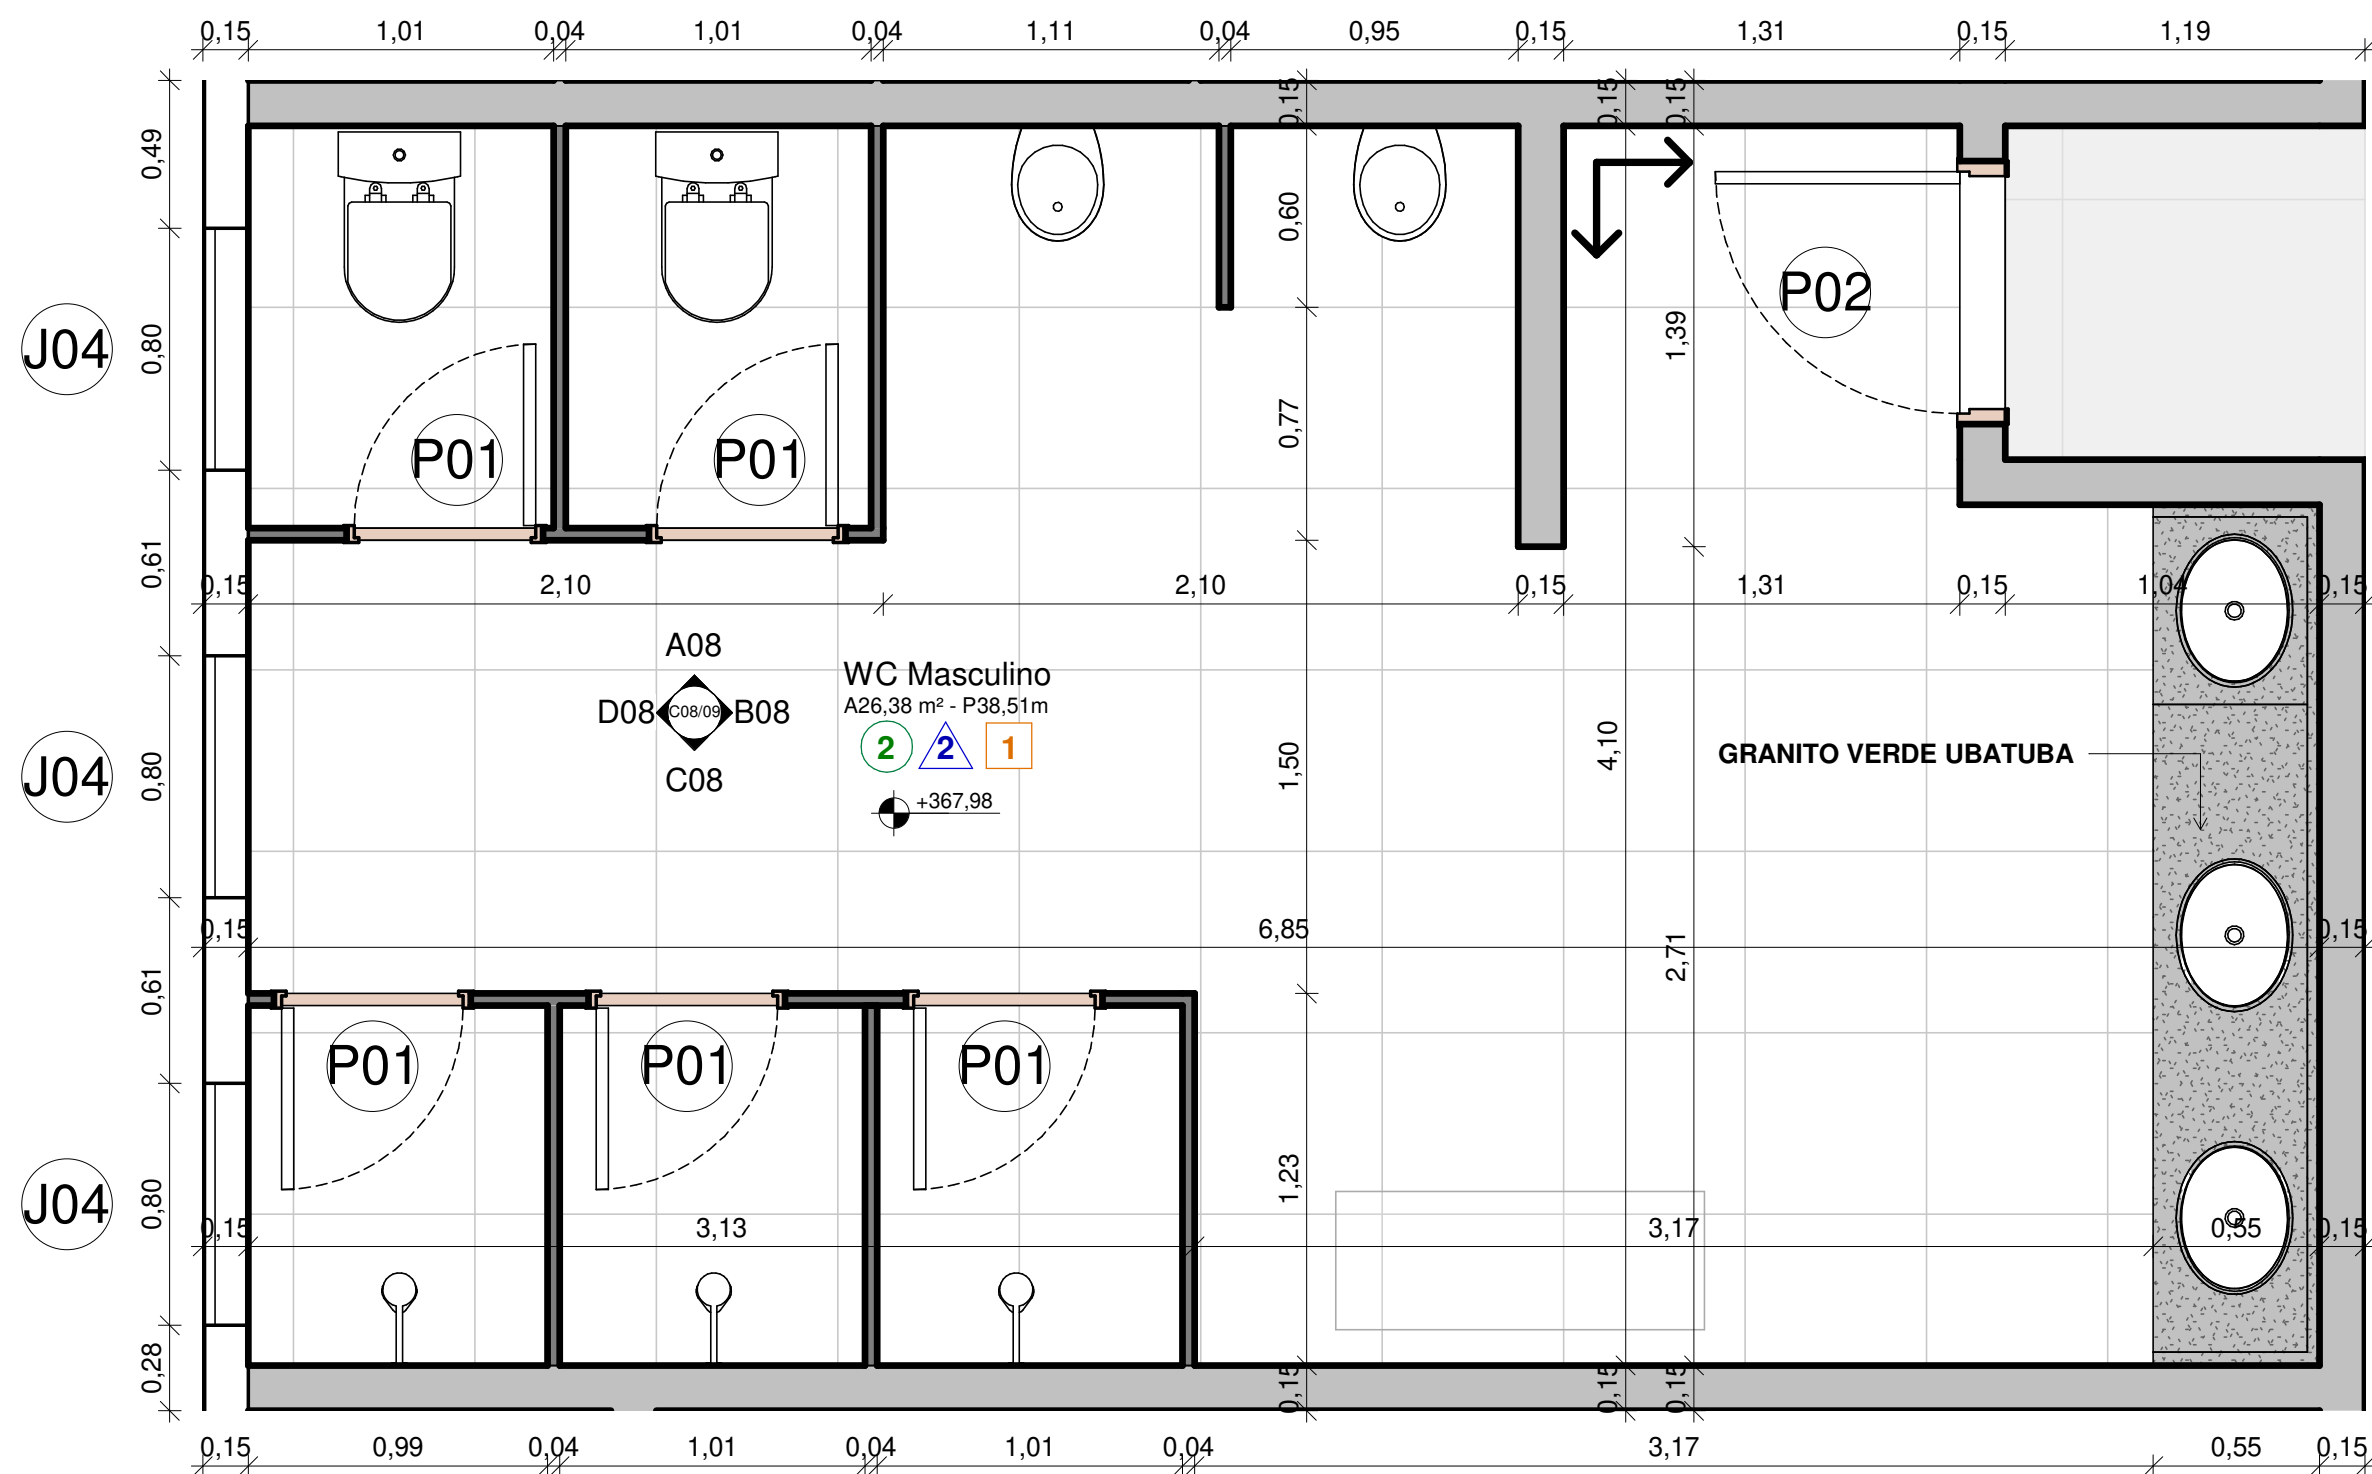 0,15 1,01 0,04 1,01 0,04 1,11 0,04 0,95 0,15 1,31 0,15 1,19
0,15 0,15 0,15
0,49
0,60
P02
1,39
J04 0,80
0,77
P01 P01
0,61
0,15 2,10 2,10 0,15 1,31 0,15 1,04 0,15
A08
WC Masculino
A26,38 m² - P38,51m
D08 C08/09 B08
2 2 1
C08
+367,98
J04 0,80
1,50
4,10
GRANITO VERDE UBATUBA
0,15 6,85 0,15
2,71
0,61
P01 P01 P01
1,23
J04 0,80
0,15 3,13 3,17 0,55 0,15
0,28
0,15 0,15 0,15
0,15 0,99 0,04 1,01 0,04 1,01 0,04 3,17 0,55 0,15